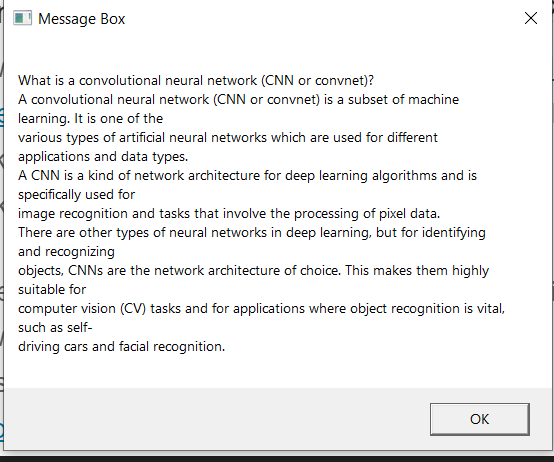 Message Box
What is a convolutional neural network (CNN or convnet)?
A convolutional neural network (CNN or convnet) is a subset of machine
learning. It is one of the
various types of artificial neural networks which are used for different
applications and data types.
A CNN is a kind of network architecture for deep learning algorithms and is
specifically used for
image recognition and tasks that involve the processing of pixel data.
There are other types of neural networks in deep learning, but for identifying
and recognizing
objects, CNNs are the network architecture of choice. This makes them highly
suitable for
computer vision (CV) tasks and for applications where object recognition is vital,
such as self-
driving cars and facial recognition.
OK